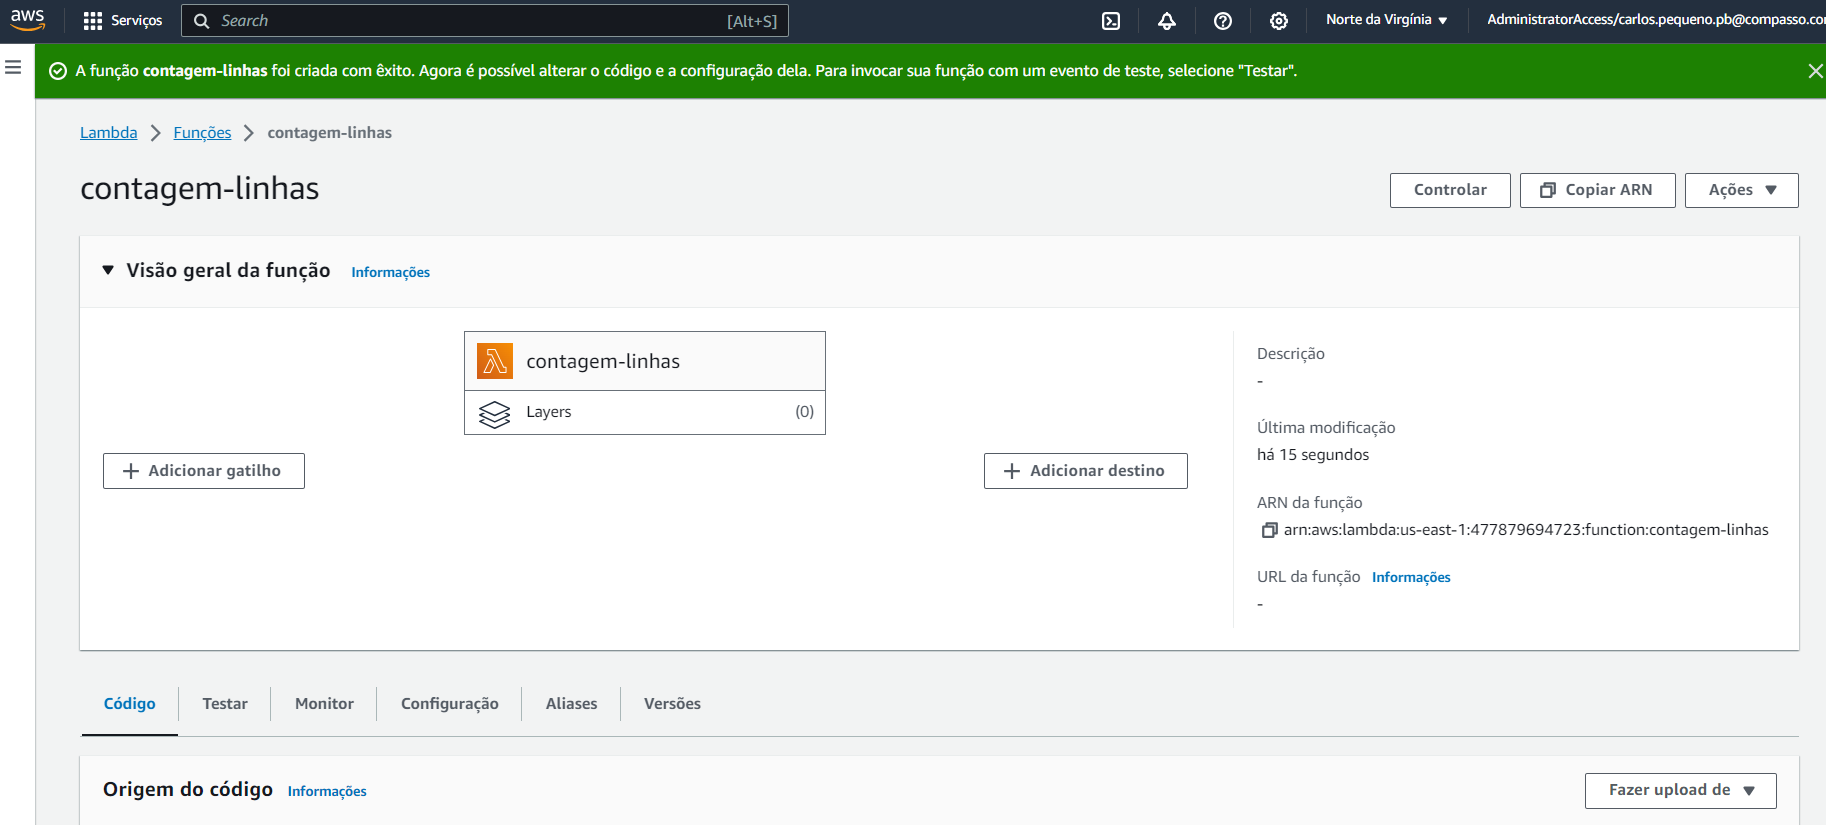 aws
Serviços
Search
[Alt+S]
Norte da Virgínia
AdministratorAccess/carlos.pequeno.pb@compasso.co
A função contagem-linhas foi criada com êxito. Agora é possível alterar o código e a configuração dela. Para invocar sua função com um evento de teste, selecione "Testar".
Lambda > Funções > contagem-linhas
contagem-linhas
Controlar
Copiar ARN
Ações
Visão geral da função
Informações
contagem-linhas
Layers
(0)
+ Adicionar gatilho
+ Adicionar destino
Descrição
-
Última modificação
há 15 segundos
ARN da função
arn:aws:lambda:us-east-1:477879694723:function:contagem-linhas
URL da função
Informações
-
Código
Testar
Monitor
Configuração
Aliases
Versões
Origem do código
Informações
Fazer upload de